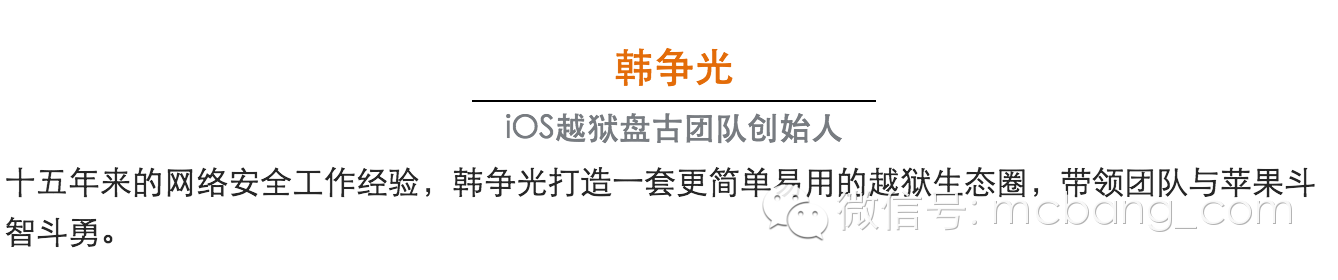 韩争光
iOS越狱盘古团队创始人
十五年来的网络安全工作经验，韩争光打造一套更简单易用的越狱生态圈，带领团队与苹果斗
智斗勇。
微信号: mcbang_com